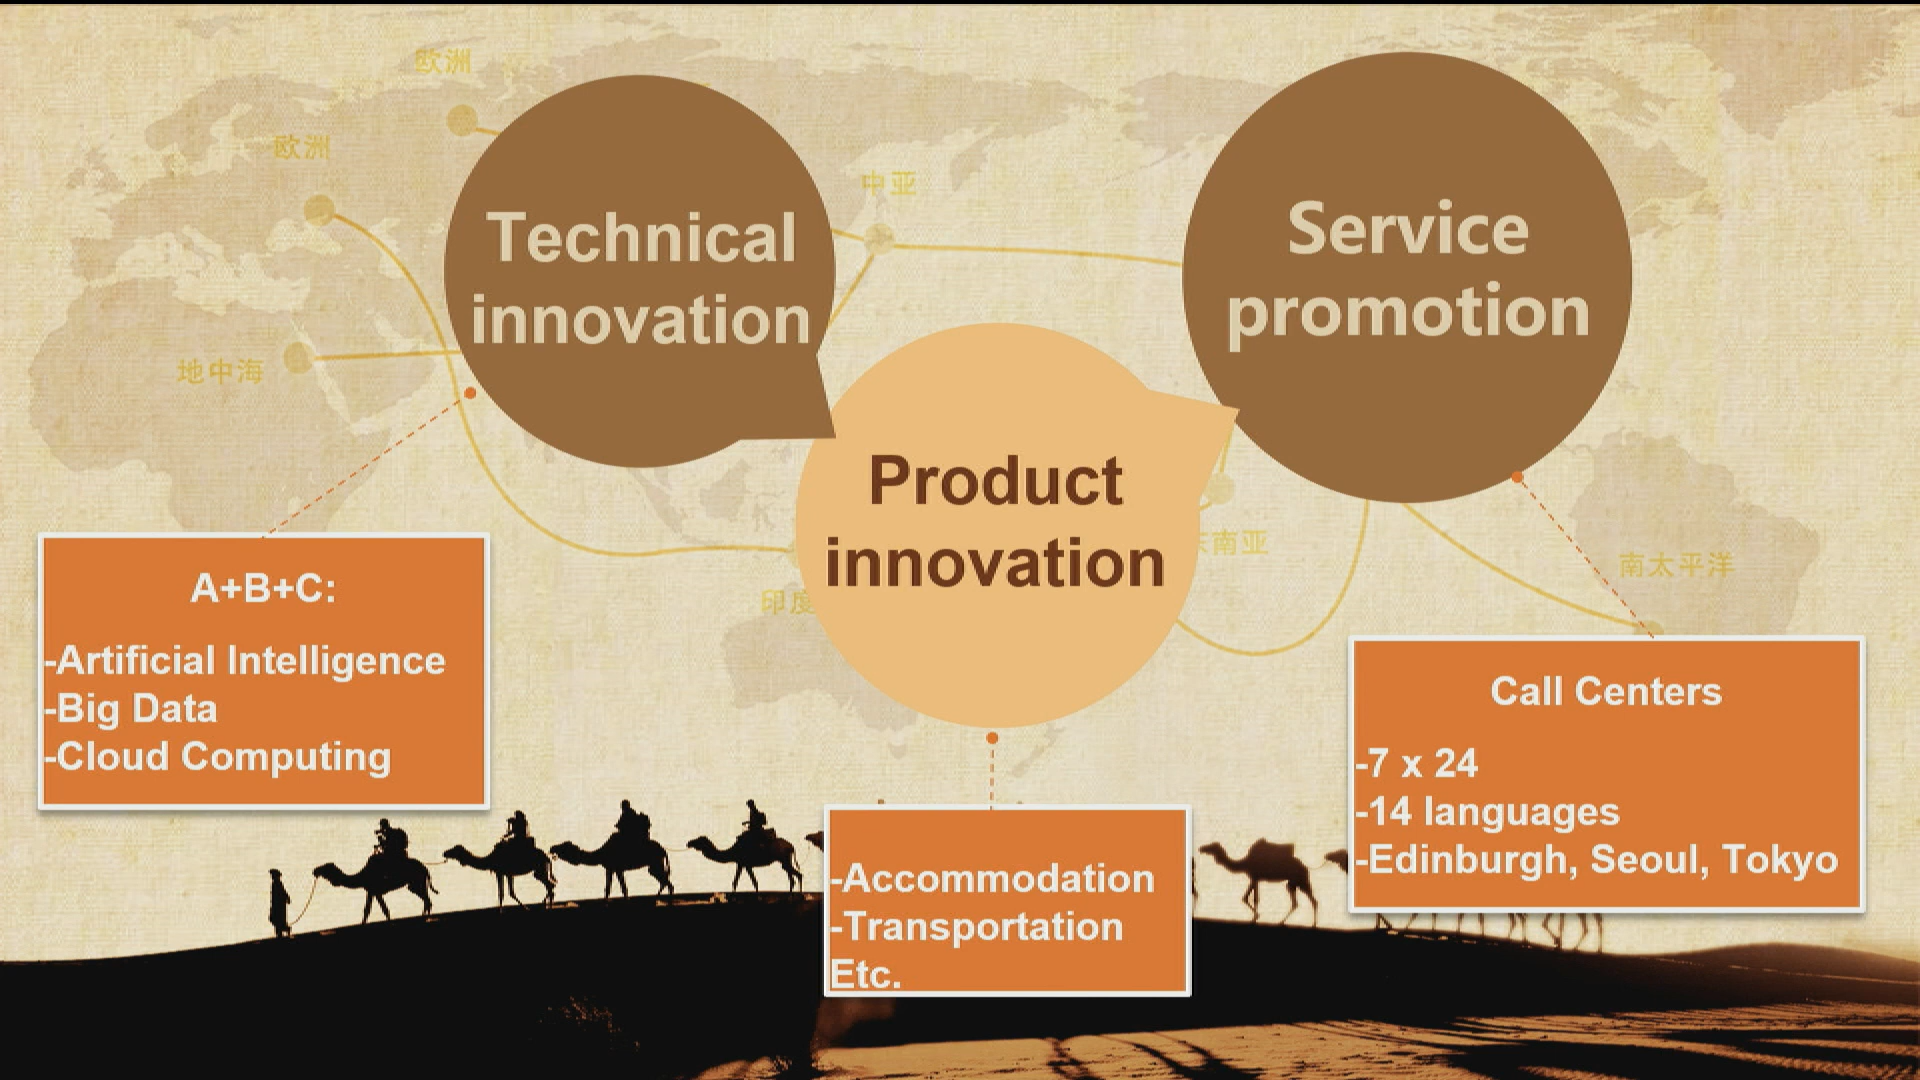 欧洲
欧洲
中亚
地中海
东南亚
南太平洋
Technical
innovation
Service
promotion
Product
innovation
A+B+C:
-Artificial Intelligence
-Big Data
-Cloud Computing
-Accommodation
-Transportation
Etc.
Call Centers
-7 x 24
-14 languages
-Edinburgh, Seoul, Tokyo